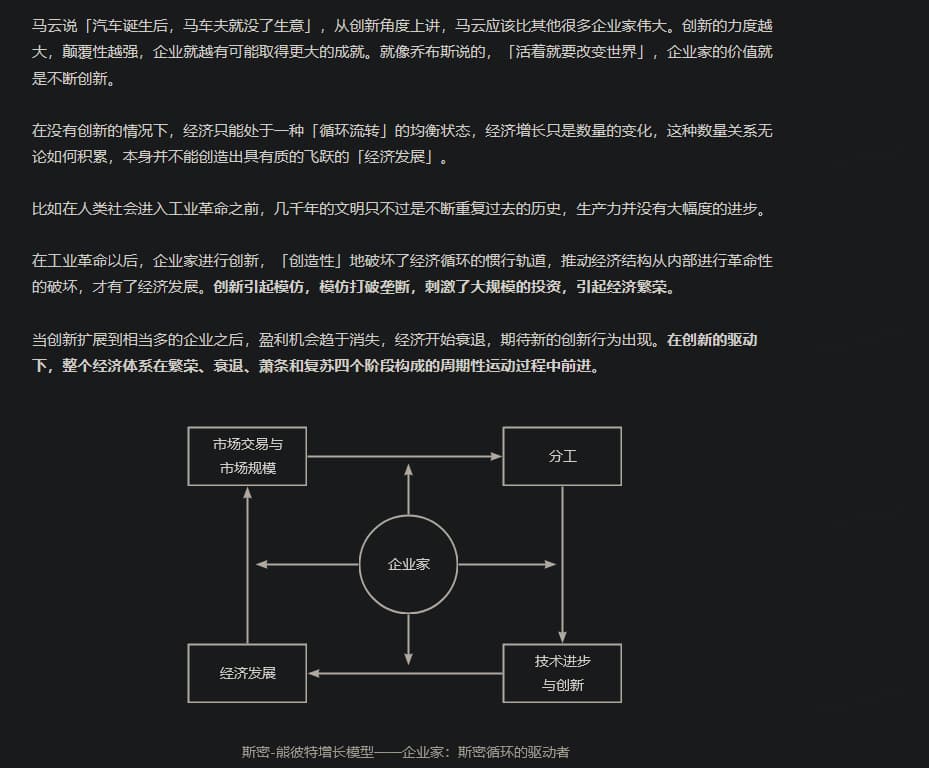 马云说「汽车诞生后，马车夫就没了生意」，从创新角度上讲，马云应该比其他很多企业家伟大。创新的力度越
大，颠覆性越强，企业就越有可能取得更大的成就。就像乔布斯说的，「活着就要改变世界」，企业家的价值就
是不断创新。
在没有创新的情况下，经济只能处于一种「循环流转」的均衡状态，经济增长只是数量的变化，这种数量关系无
论如何积累，本身并不能创造出具有质的飞跃的「经济发展」。
比如在人类社会进入工业革命之前，几千年的文明只不过是不断重复过去的历史，生产力并没有大幅度的进步。
在工业革命以后，企业家进行创新，「创造性」地破坏了经济循环的惯行轨道，推动经济结构从内部进行革命性
的破坏，才有了经济发展。创新引起模仿，模仿打破垄断，刺激了大规模的投资，引起经济繁荣。
当创新扩展到相当多的企业之后，盈利机会趋于消失，经济开始衰退，期待新的创新行为出现。在创新的驱动
下，整个经济体系在繁荣、衰退、萧条和复苏四个阶段构成的周期性运动过程中前进。
市场交易与
市场规模
分工
企业家
经济发展
技术进步
与创新
斯密-熊彼特增长模型——企业家：斯密循环的驱动者